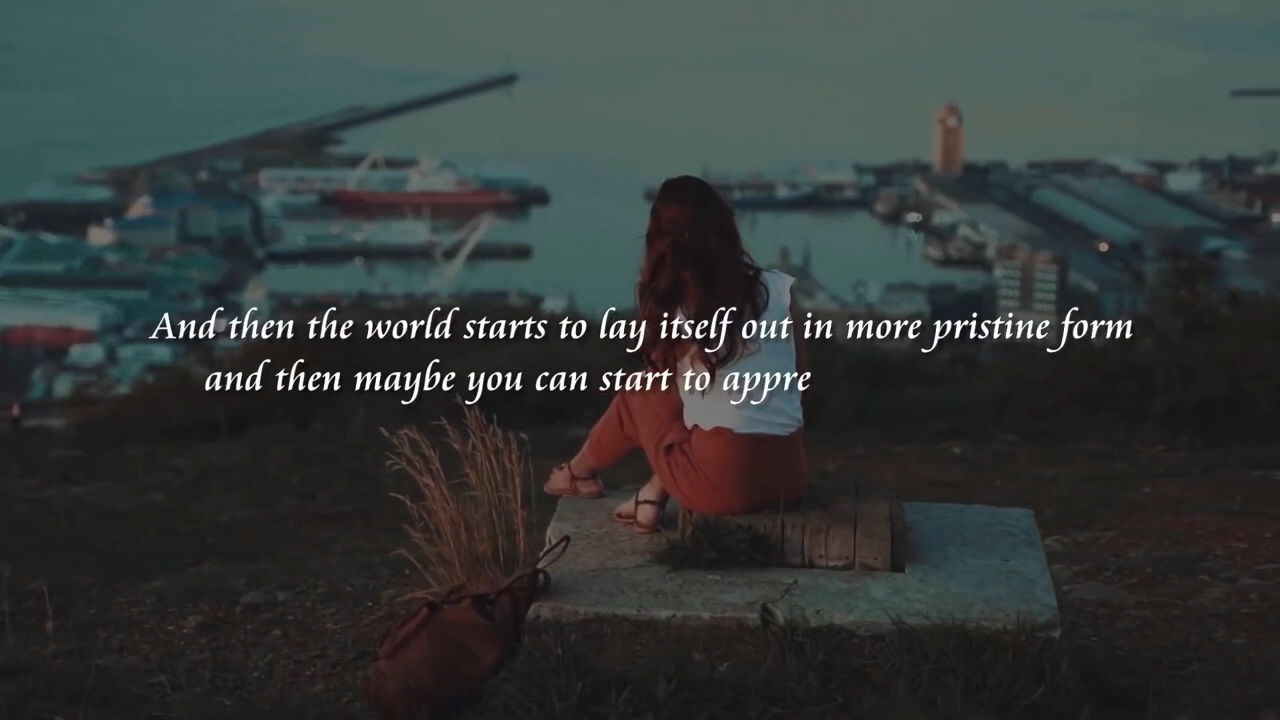 And then the world starts to lay itself out in more pristine form
and then maybe you can start to appre